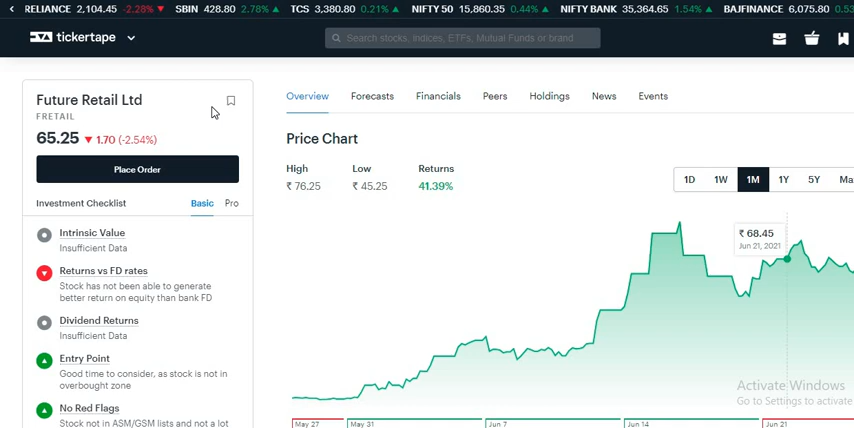 RELIANCE 2,104.45 -2.28% ▼ SBIN 428.80 2.78% ▲ TCS 3,380.80 0.21% ▲ NIFTY 50 15,860.35 0.44% ▲ NIFTY BANK 35,364.65 1.54% ▲ BAJFINANCE 6,075.80 0.53
tickertape
Search stocks, indices, ETFs, Mutual Funds or brand
Future Retail Ltd
FRETAIL
65.25 ▼ 1.70 (-2.54%)
Place Order
Investment Checklist Basic Pro
Intrinsic Value
Insufficient Data
Returns vs FD rates
Stock has not been able to generate
better return on equity than bank FD
Dividend Returns
Insufficient Data
Entry Point
Good time to consider, as stock is not in
overbought zone
No Red Flags
Stock not in ASM/GSM lists and not a lot
Overview Forecasts Financials Peers Holdings News Events
Price Chart
High Low Returns
₹ 76.25 ₹ 45.25 41.39%
1D 1W 1M 1Y 5Y Ma
₹ 68.45
Jun 21, 2021
May 27 May 31 Jun 7 Jun 14 Jun 21
Activate Windows
Go to Settings to activate